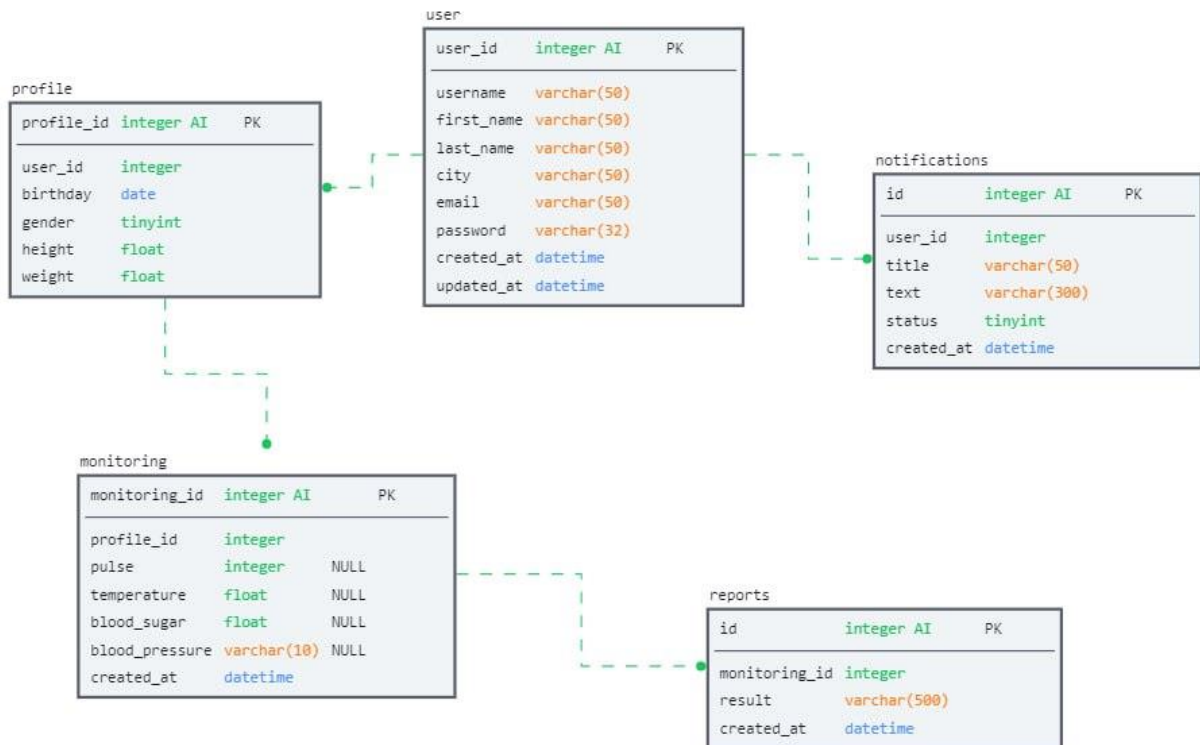 user
user_id integer AI PK
username varchar(50)
first_name varchar(50)
last_name varchar(50)
city varchar(50)
email varchar(50)
password varchar(32)
created_at datetime
updated_at datetime
profile
profile_id integer AI PK
user_id integer
birthday date
gender tinyint
height float
weight float
notifications
id integer AI PK
user_id integer
title varchar(50)
text varchar(300)
status tinyint
created_at datetime
monitoring
monitoring_id integer AI PK
profile_id integer
pulse integer NULL
temperature float NULL
blood_sugar float NULL
blood_pressure varchar(10) NULL
created_at datetime
reports
id integer AI PK
monitoring_id integer
result varchar(500)
created_at datetime